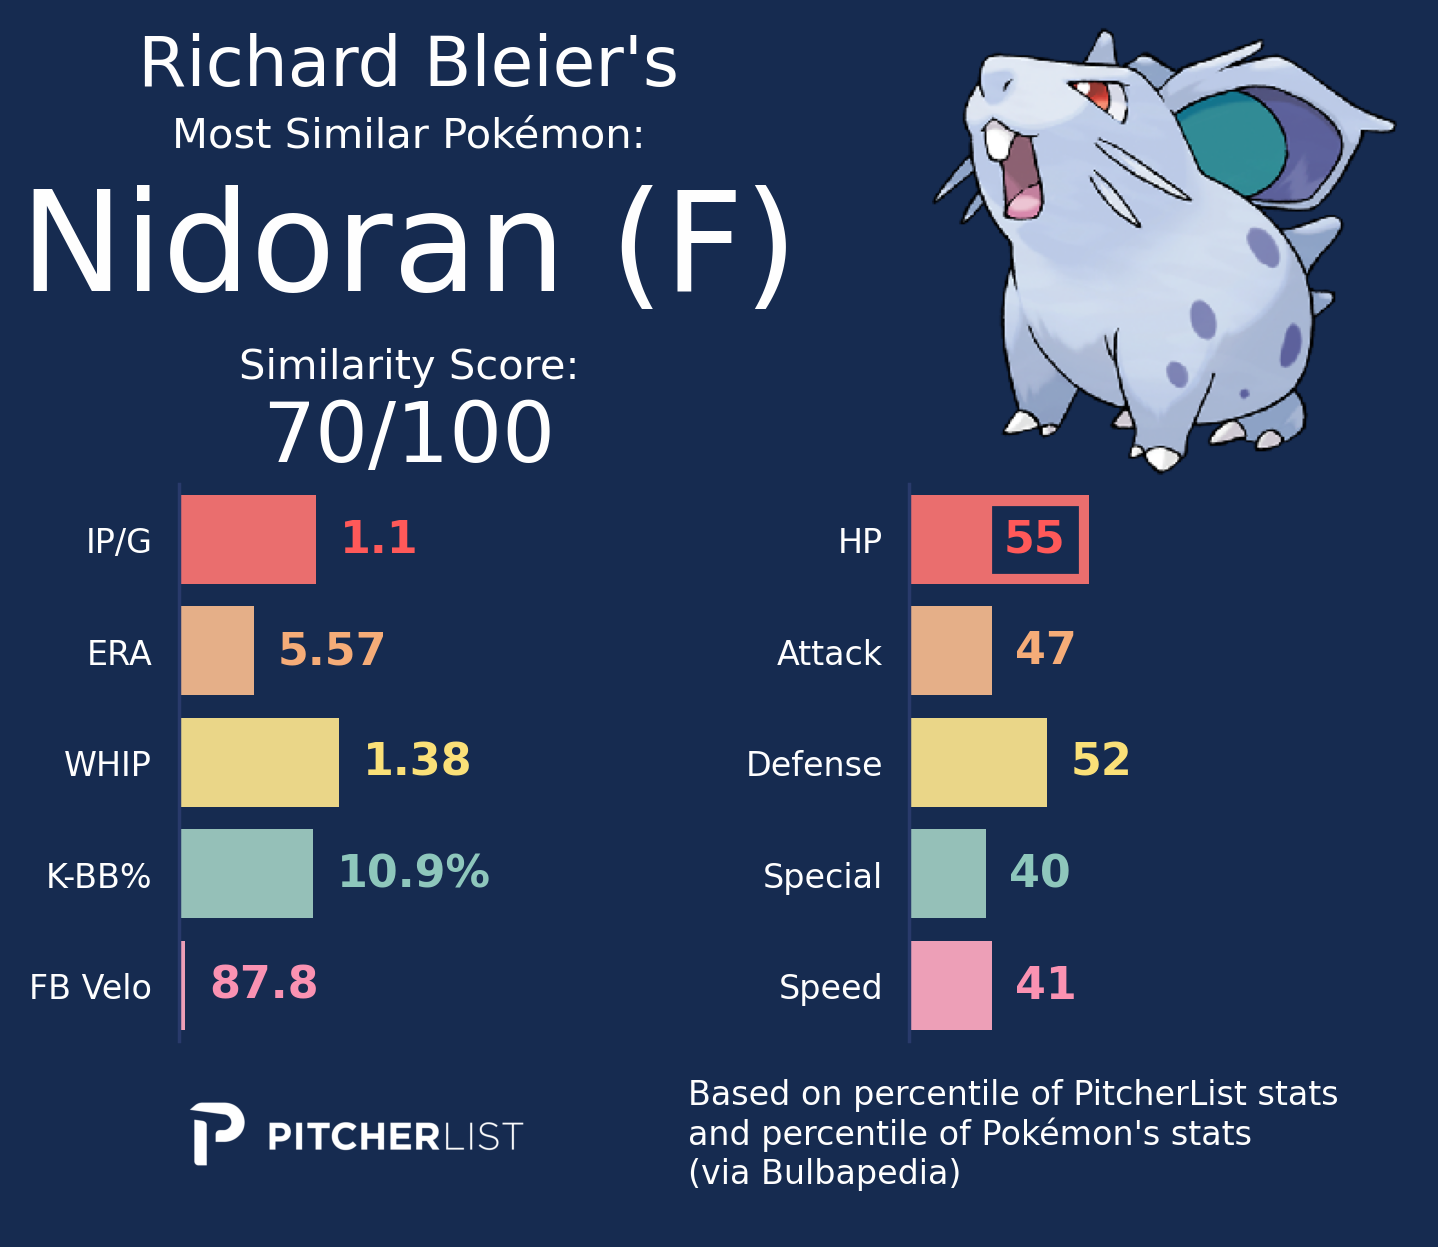 Richard Bleier's
Most Similar Pokémon:
Nidoran (F)
Similarity Score:
70/100
IP/G 1.1
ERA 5.57
WHIP 1.38
K-BB% 10.9%
FB Velo 87.8
HP 55
Attack 47
Defense 52
Special 40
Speed 41
PITCHERLIST
Based on percentile of PitcherList stats
and percentile of Pokémon's stats
(via Bulbapedia)